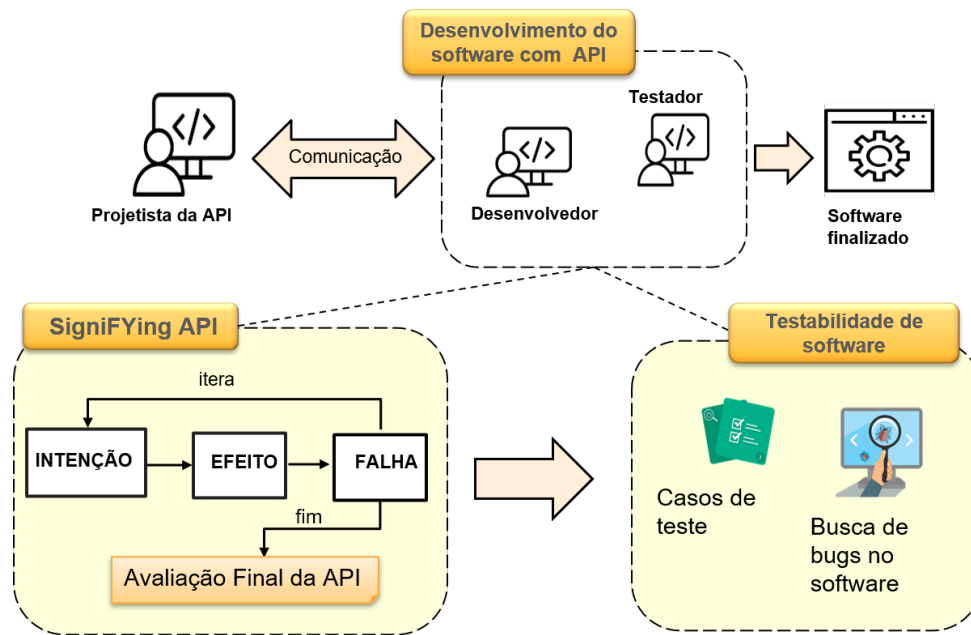 Desenvolvimento do
software com API
Testador
</>
</>
</>
Comunicação
Projetista da API
Desenvolvedor
Software
finalizado
SigniFYing API
Testabilidade de
software
itera
INTENÇÃO
EFEITO
FALHA
fim
Avaliação Final da API
Casos de
teste
Busca de
bugs no
software